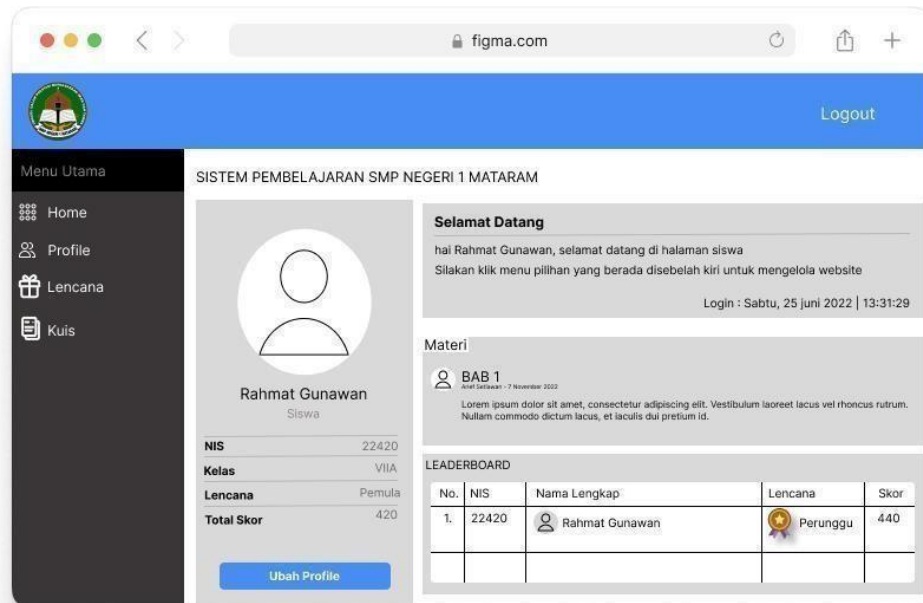 figma.com
Logout
Menu Utama
Home
Profile
Lencana
Kuis
SISTEM PEMBELAJARAN SMP NEGERI 1 MATARAM
Rahmat Gunawan
Siswa
NIS 22420
Kelas VIIA
Lencana Pemula
Total Skor 420
Ubah Profile
Selamat Datang
hai Rahmat Gunawan, selamat datang di halaman siswa
Silakan klik menu pilihan yang berada disebelah kiri untuk mengelola website
Login : Sabtu, 25 juni 2022 | 13:31:29
Materi
BAB 1
Arief Setiawan - 7 November 2022
Lorem ipsum dolor sit amet, consectetur adipiscing elit. Vestibulum laoreet lacus vel rhoncus rutrum.
Nullam commodo dictum lacus, et iaculis dui pretium id.
LEADERBOARD
No. NIS Nama Lengkap Lencana Skor
1. 22420 Rahmat Gunawan Perunggu 440